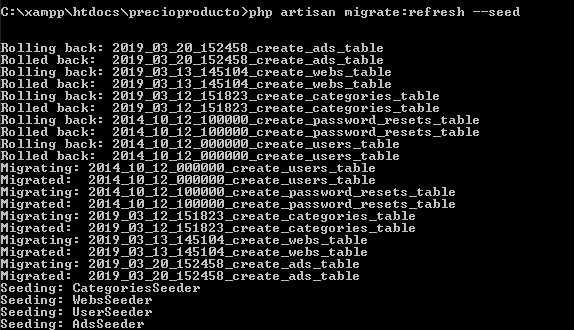 C:\xampp\htdocs\precioproducto>php artisan migrate:refresh --seed
Rolling back: 2019_03_20_152458_create_ads_table
Rolled back:  2019_03_20_152458_create_ads_table
Rolling back: 2019_03_13_145104_create_webs_table
Rolled back:  2019_03_13_145104_create_webs_table
Rolling back: 2019_03_12_151823_create_categories_table
Rolled back:  2019_03_12_151823_create_categories_table
Rolling back: 2014_10_12_100000_create_password_resets_table
Rolled back:  2014_10_12_100000_create_password_resets_table
Rolling back: 2014_10_12_000000_create_users_table
Rolled back:  2014_10_12_000000_create_users_table
Migrating: 2014_10_12_000000_create_users_table
Migrated:  2014_10_12_000000_create_users_table
Migrating: 2014_10_12_100000_create_password_resets_table
Migrated:  2014_10_12_100000_create_password_resets_table
Migrating: 2019_03_12_151823_create_categories_table
Migrated:  2019_03_12_151823_create_categories_table
Migrating: 2019_03_13_145104_create_webs_table
Migrated:  2019_03_13_145104_create_webs_table
Migrating: 2019_03_20_152458_create_ads_table
Migrated:  2019_03_20_152458_create_ads_table
Seeding: CategoriesSeeder
Seeding: WebsSeeder
Seeding: UserSeeder
Seeding: AdsSeeder